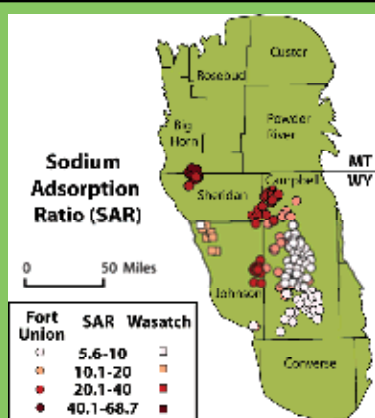 Custer
Rosebud
Powder
River
Big
Horn
MT
WY
Sodium
Adsorption
Ratio (SAR)
Campbell
Sheridan
0 50 Miles
Johnson
Converse
Fort
Union SAR Wasatch
5.6-10
10.1-20
20.1-40
40.1-68.7